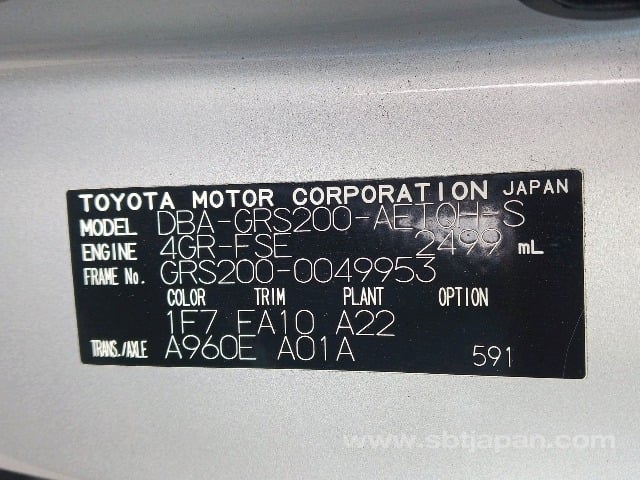 TOYOTA MOTOR CORPORATION JAPAN
MODEL DBA-GRS200-AETQH-S
ENGINE 4GR-FSE 2499 mL
FRAME No. GRS200-0049953
COLOR TRIM PLANT OPTION
1F7 EA10 A22
TRANS./AXLE A960E A01A 591
www.sbtjapan.com